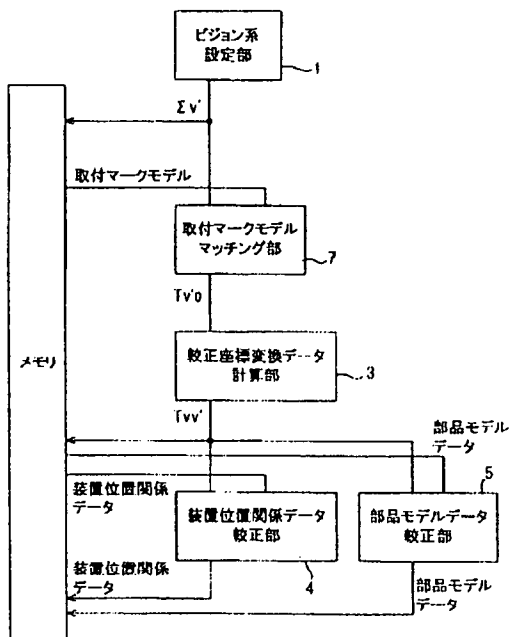 ビジョン系
設定部
1
Σv'
取付マークモデル
取付マークモデル
マッチング部
7
Tv'o
メモリ
較正座標変換データ
計算部
3
Tvv'
部品モデル
データ
装置位置関係
データ
装置位置関係データ
較正部
4
5
部品モデルデータ
較正部
装置位置関係
データ
部品モデル
データ